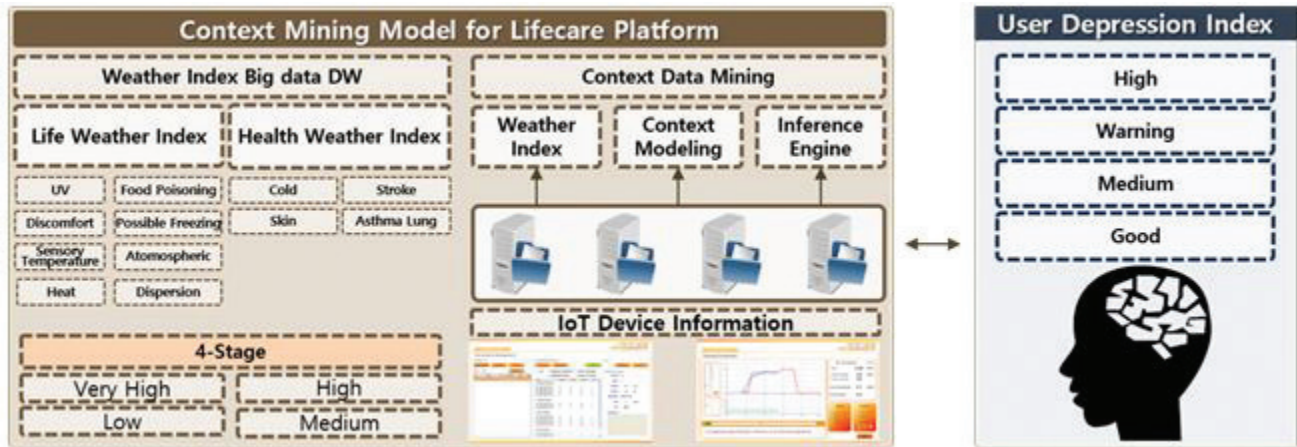 Context Mining Model for Lifecare Platform
Weather Index Big data DW
Life Weather Index
Health Weather Index
UV
Food Poisoning
Cold
Stroke
Discomfort
Possible Freezing
Skin
Asthma Lung
Sensory
Temperature
Atomospheric
Heat
Dispersion
4-Stage
Very High
High
Low
Medium
Context Data Mining
Weather
Index
Context
Modeling
Inference
Engine
IoT Device Information
User Depression Index
High
Warning
Medium
Good